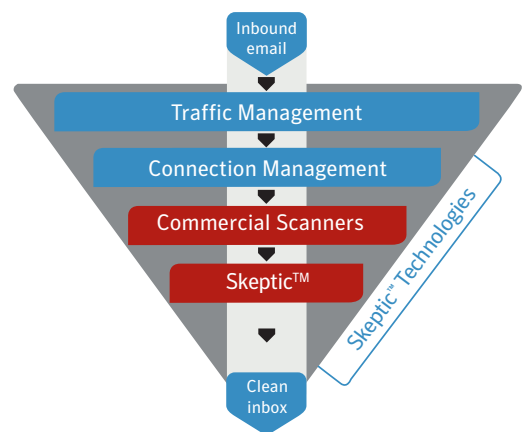 Inbound
email
Traffic Management
Connection Management
Commercial Scanners
Skeptic™
Skeptic™ Technologies
Clean
inbox